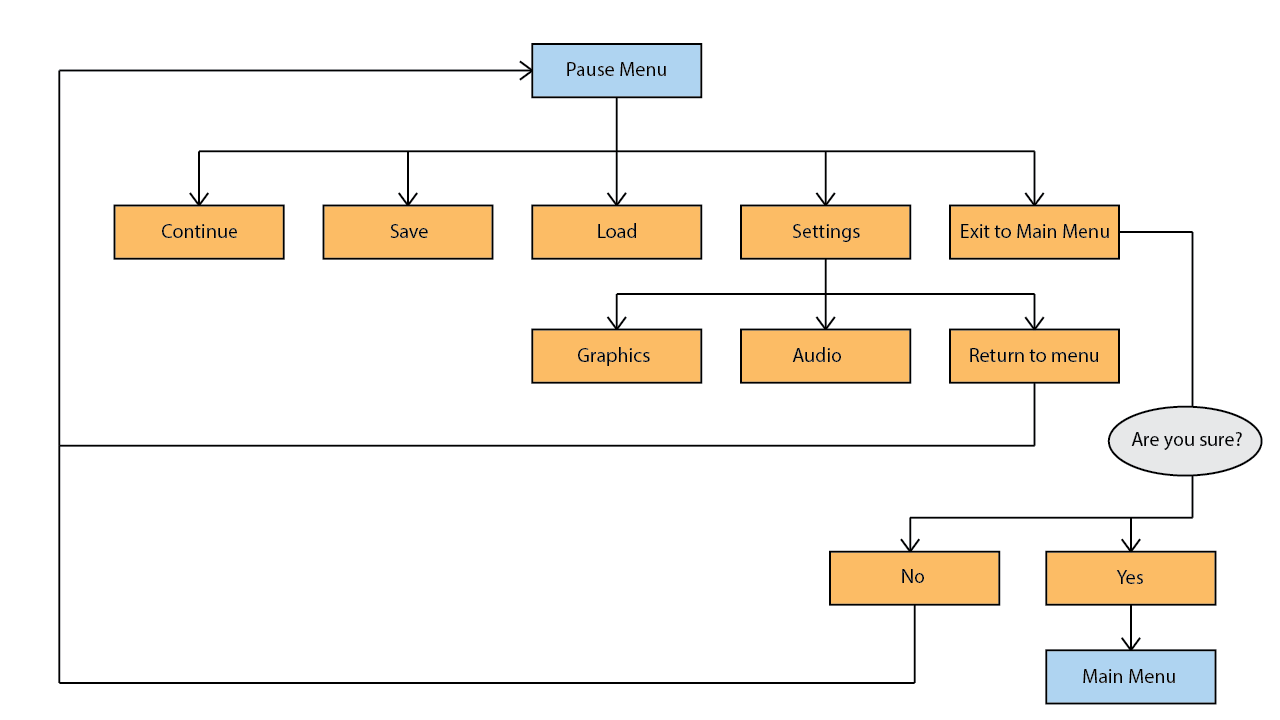 Pause Menu
Continue
Save
Load
Settings
Exit to Main Menu
Graphics
Audio
Return to menu
Are you sure?
No
Yes
Main Menu